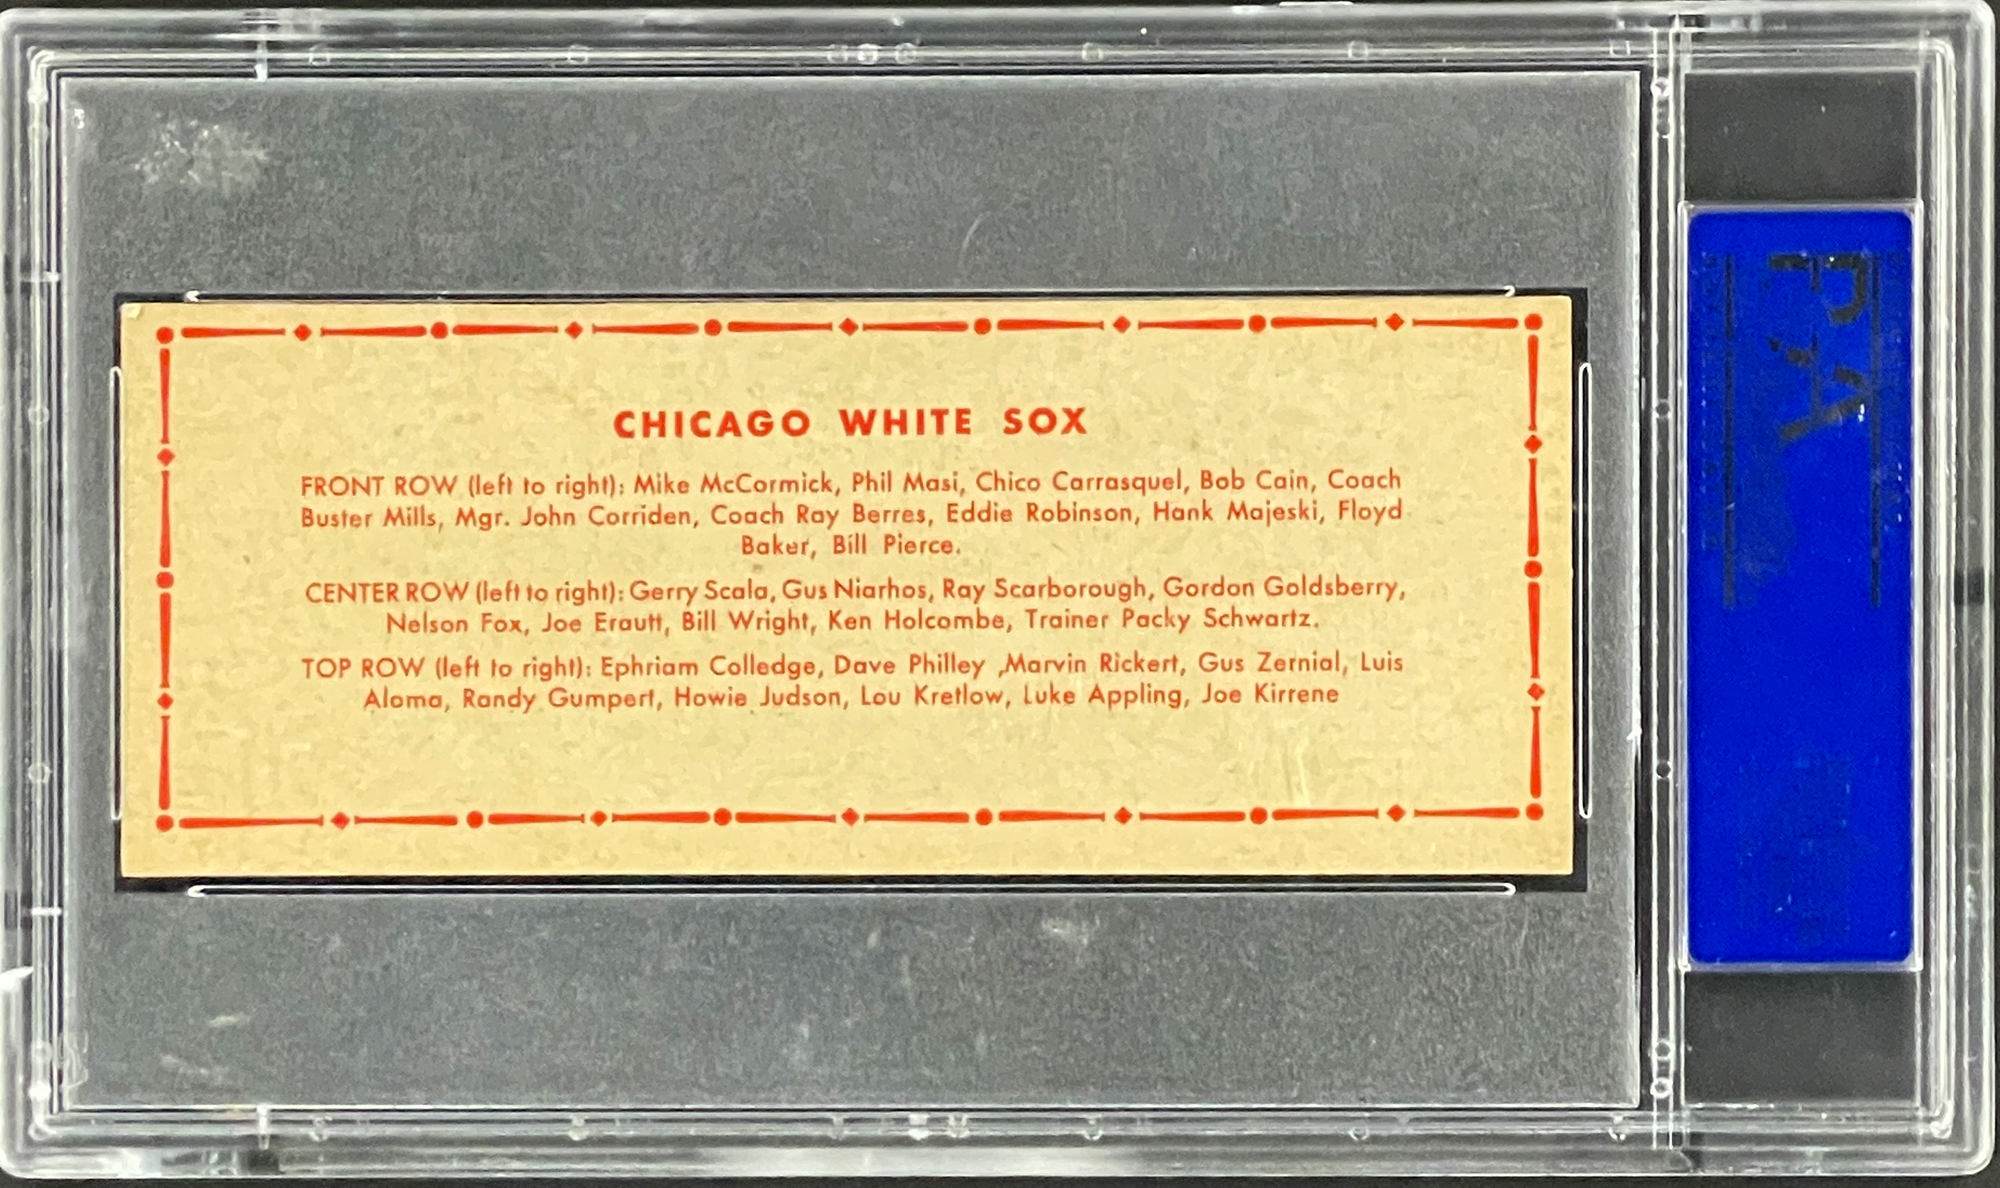 CHICAGO WHITE SOX
FRONT ROW (left to right): Mike McCormick, Phil Masi, Chico Carrasquel, Bob Cain, Coach
Buster Mills, Mgr. John Corriden, Coach Ray Berres, Eddie Robinson, Hank Majeski, Floyd
Baker, Bill Pierce.
CENTER ROW (left to right): Gerry Scala, Gus Niarhos, Ray Scarborough, Gordon Goldsberry,
Nelson Fox, Joe Erautt, Bill Wright, Ken Holcombe, Trainer Packy Schwartz.
TOP ROW (left to right): Ephriam Colledge, Dave Philley ,Marvin Rickert, Gus Zernial, Luis
Aloma, Randy Gumpert, Howie Judson, Lou Kretlow, Luke Appling, Joe Kirrene